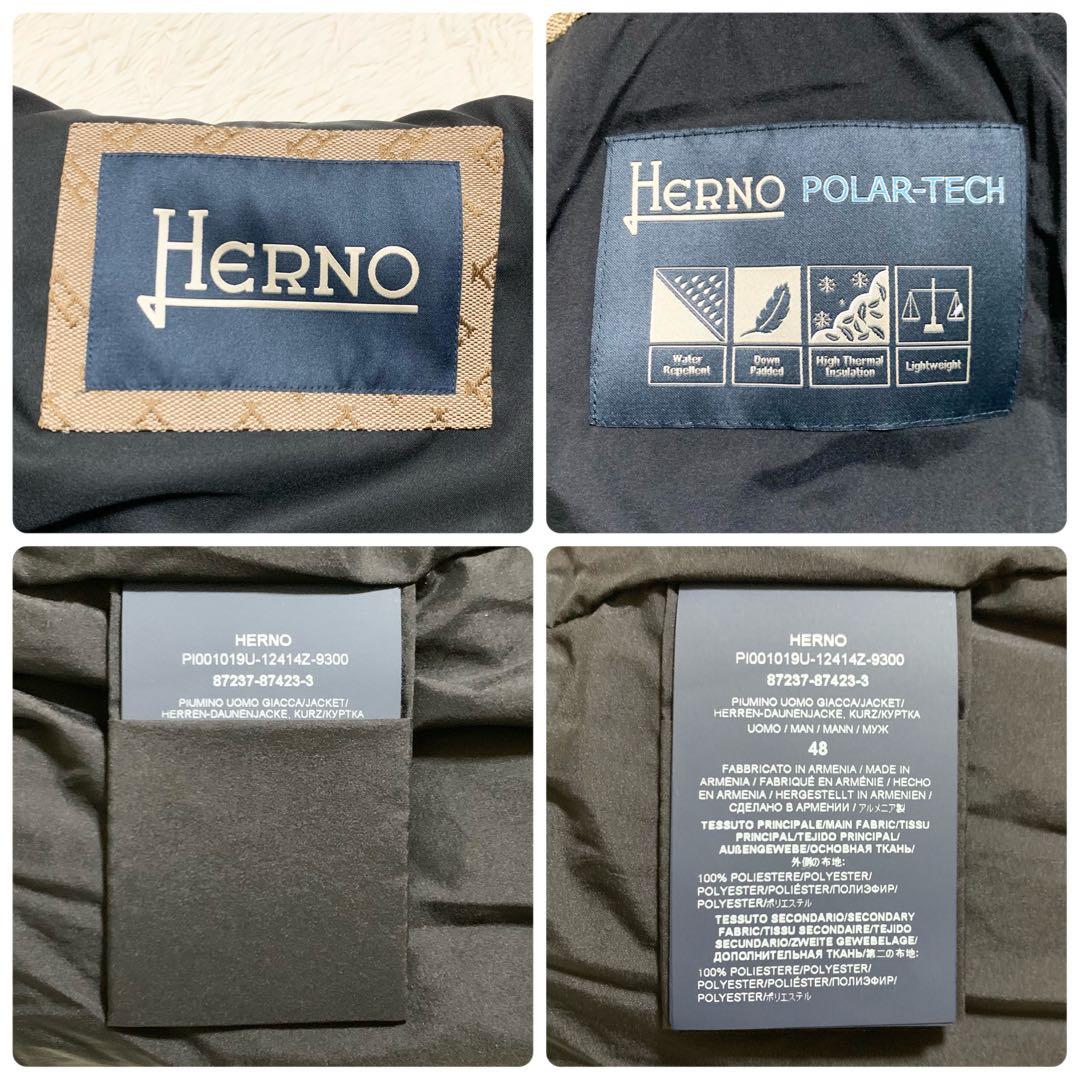 HERNO
HERNO POLAR-TECH
Water
Repellent
Down
Padded
High Thermal
Insulation
Lightweight
HERNO
PI001019U-12414Z-9300
87237-87423-3
PIUMINO UOMO GIACCA/JACKET/
HERREN-DAUNENJACKE, KURZ/КУРТКА
HERNO
PI001019U-12414Z-9300
87237-87423-3
PIUMINO UOMO GIACCA/JACKET/
HERREN-DAUNENJACKE, KURZ/КУРТКА
UOMO / MAN / MANN / МУЖ
48
FABBRICATO IN ARMENIA / MADE IN
ARMENIA / FABRIQUÉ EN ARMÉNIE / HECHO
EN ARMENIA / HERGESTELLT IN ARMENIEN /
СДЕЛАНО В АРМЕНИИ / アルメニア製
TESSUTO PRINCIPALE/MAIN FABRIC/TISSU
PRINCIPAL/TEJIDO PRINCIPAL/
AUßENGEWEBE/ОСНОВНАЯ ТКАНЬ/
外側の布地:
100% POLIESTERE/POLYESTER/
POLYESTER/POLIÉSTER/ПОЛИЭФИР/
POLYESTER/ポリエステル
TESSUTO SECONDARIO/SECONDARY
FABRIC/TISSU SECONDAIRE/TEJIDO
SECUNDARIO/ZWEITE GEWEBELAGE/
ДОПОЛНИТЕЛЬНАЯ ТКАНЬ/第二の布地:
100% POLIESTERE/POLYESTER/
POLYESTER/POLIÉSTER/ПОЛИЭФИР/
POLYESTER/ポリエステル